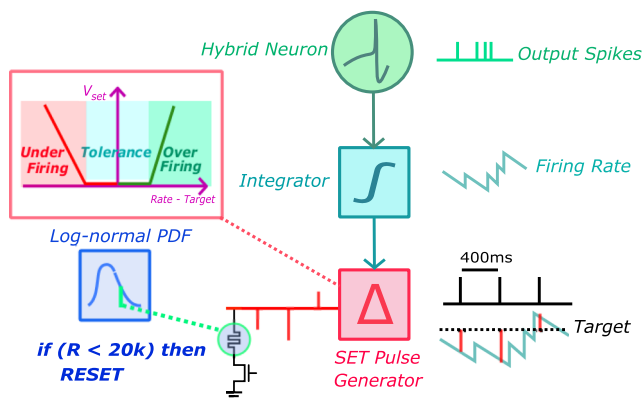 Hybrid Neuron
Output Spikes
V_set
Under
Firing
Tolerance
Over
Firing
Rate - Target
Integrator
Firing Rate
Log-normal PDF
400ms
Δ
Target
if (R < 20k) then
RESET
SET Pulse
Generator